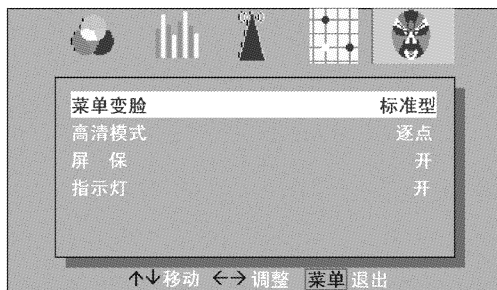 菜单变脸 标准型
高清模式 逐点
屏 保 开
指示灯 开
↑↓移动 ←→调整 菜单退出